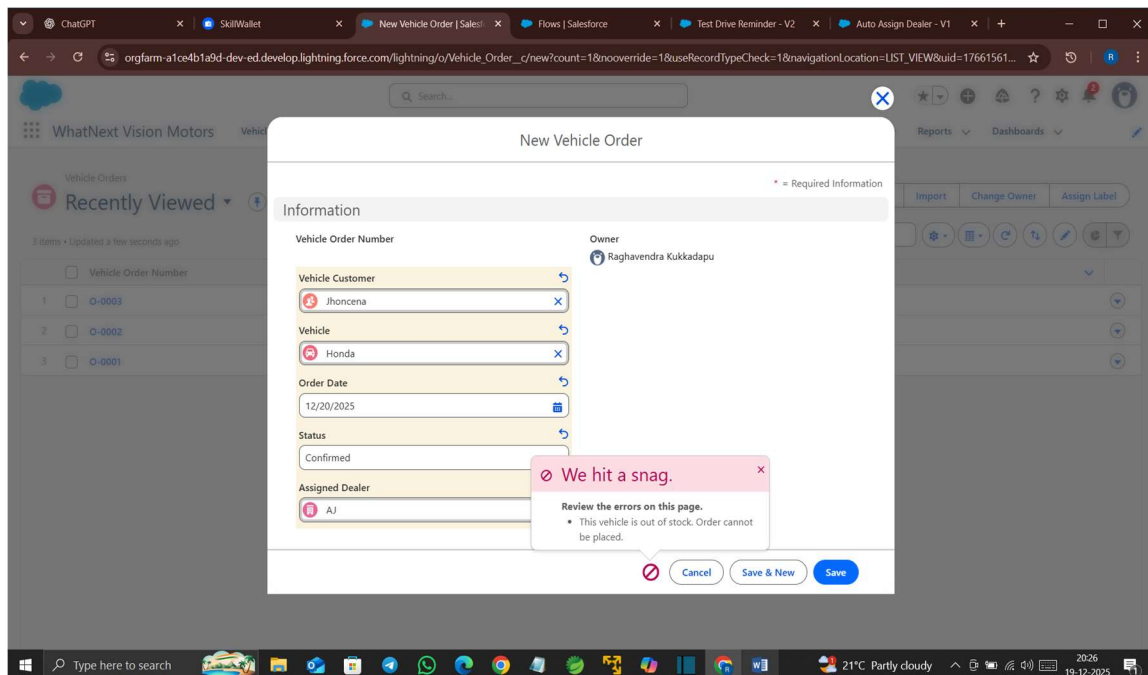 ChatGPT
SkillWallet
New Vehicle Order | Salesf
Flows | Salesforce
Test Drive Reminder - V2
Auto Assign Dealer - V1
orgfarm-a1ce4b1a9d-dev-ed.develop.lightning.force.com/lightning/o/Vehicle_Order__c/new?count=1&nooverride=1&useRecordTypeCheck=1&navigationLocation=LIST_VIEW&uid=17661561...
R
Search...
2
WhatNext Vision Motors
Vehicl
Reports
Dashboards
New Vehicle Order
* = Required Information
Vehicle Orders
Recently Viewed
Import
Change Owner
Assign Label
Information
3 items • Updated a few seconds ago
Vehicle Order Number
Owner
Raghavendra Kukkadapu
Vehicle Order Number
1 O-0003
2 O-0002
3 O-0001
Vehicle Customer
Jhoncena
Vehicle
Honda
Order Date
12/20/2025
Status
Confirmed
Assigned Dealer
AJ
We hit a snag.
Review the errors on this page.
• This vehicle is out of stock. Order cannot
be placed.
Cancel
Save & New
Save
Type here to search
21°C Partly cloudy
20:26
19-12-2025